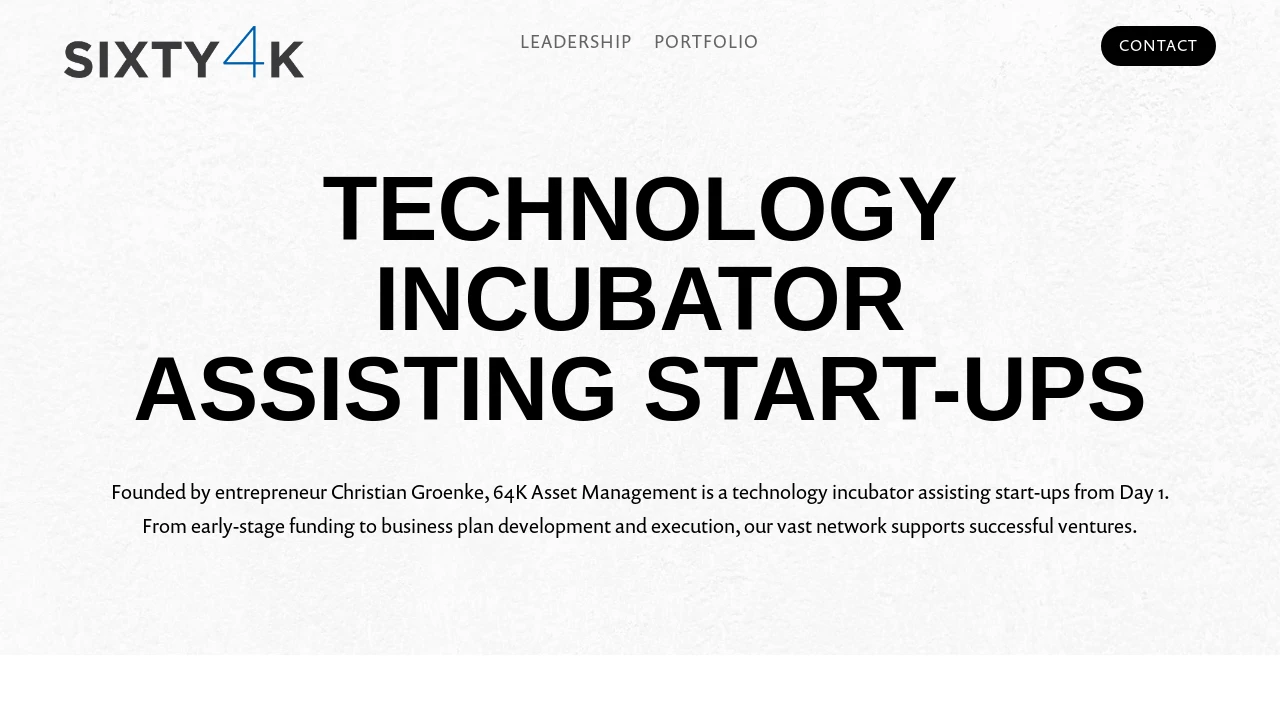 SIXTY4K
LEADERSHIP PORTFOLIO
CONTACT
TECHNOLOGY
INCUBATOR
ASSISTING START-UPS
Founded by entrepreneur Christian Groenke, 64K Asset Management is a technology incubator assisting start-ups from Day 1.
From early-stage funding to business plan development and execution, our vast network supports successful ventures.